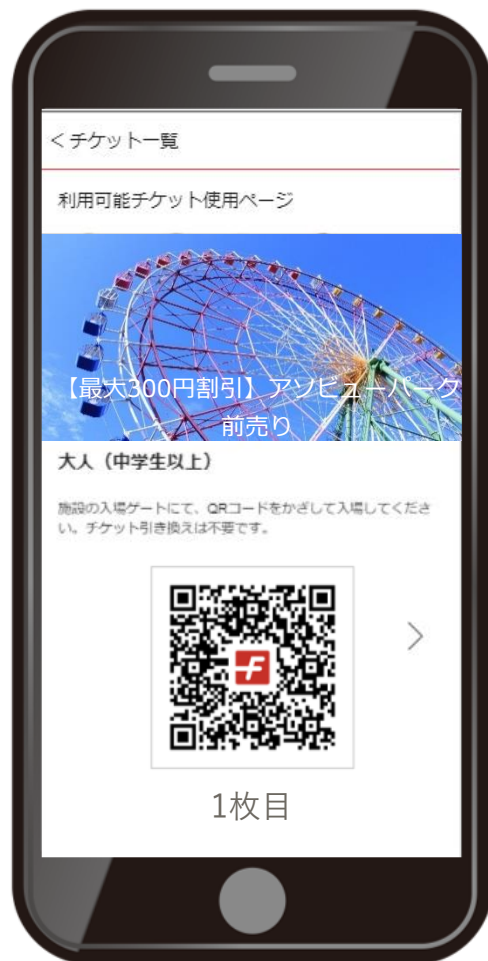 <チケット一覧
利用可能チケット使用ページ
【最大300円割引】アソビューパーク
前売り
大人（中学生以上）
施設の入場ゲートにて、QRコードをかざして入場してくださ
い。チケット引き換えは不要です。
1枚目